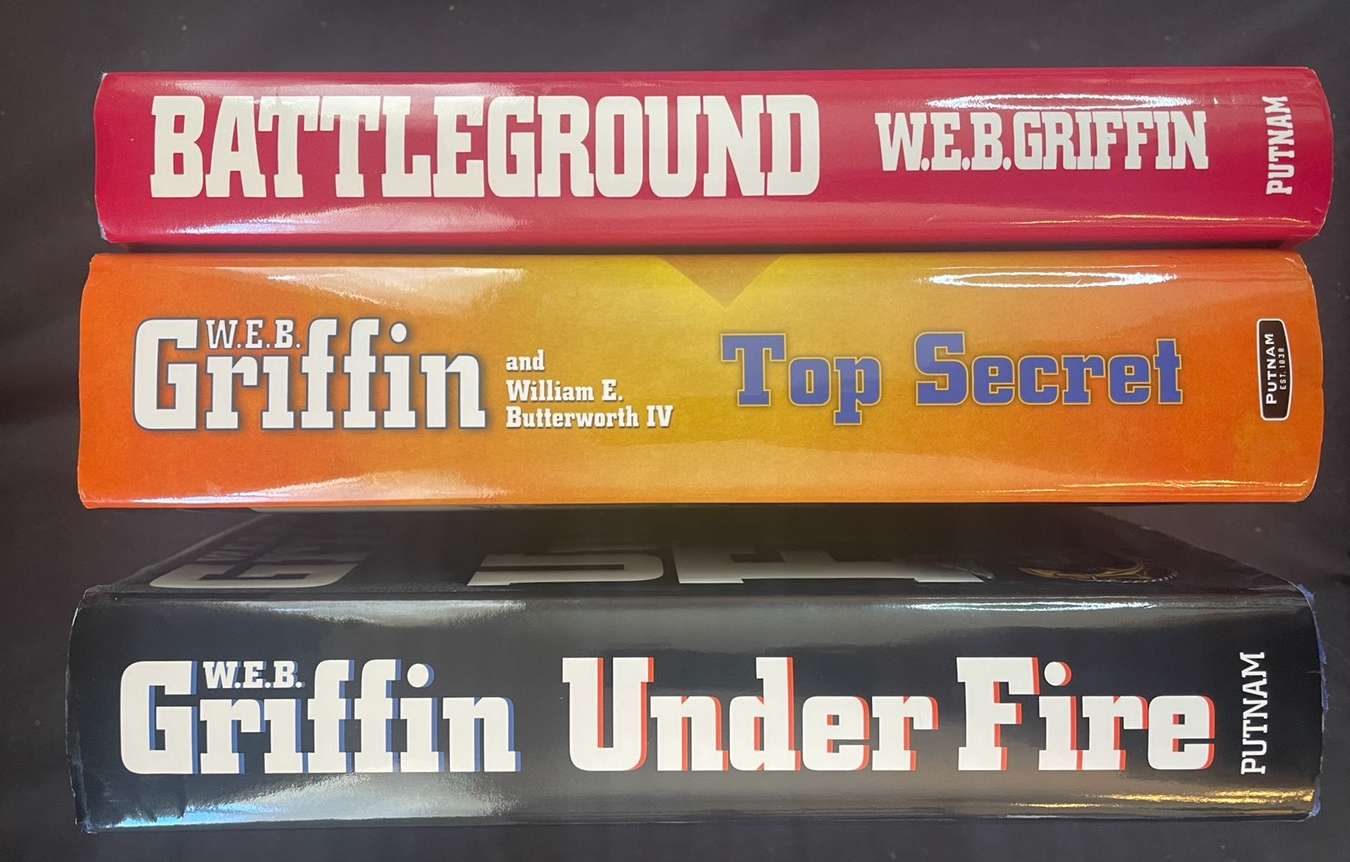 BATTLEGROUND W.E.B.GRIFFIN PUTNAM
W.E.B.
Griffin
and
William E.
Butterworth IV
Top Secret
PUTNAM
EST. 1838
W.E.B.
Griffin Under Fire PUTNAM